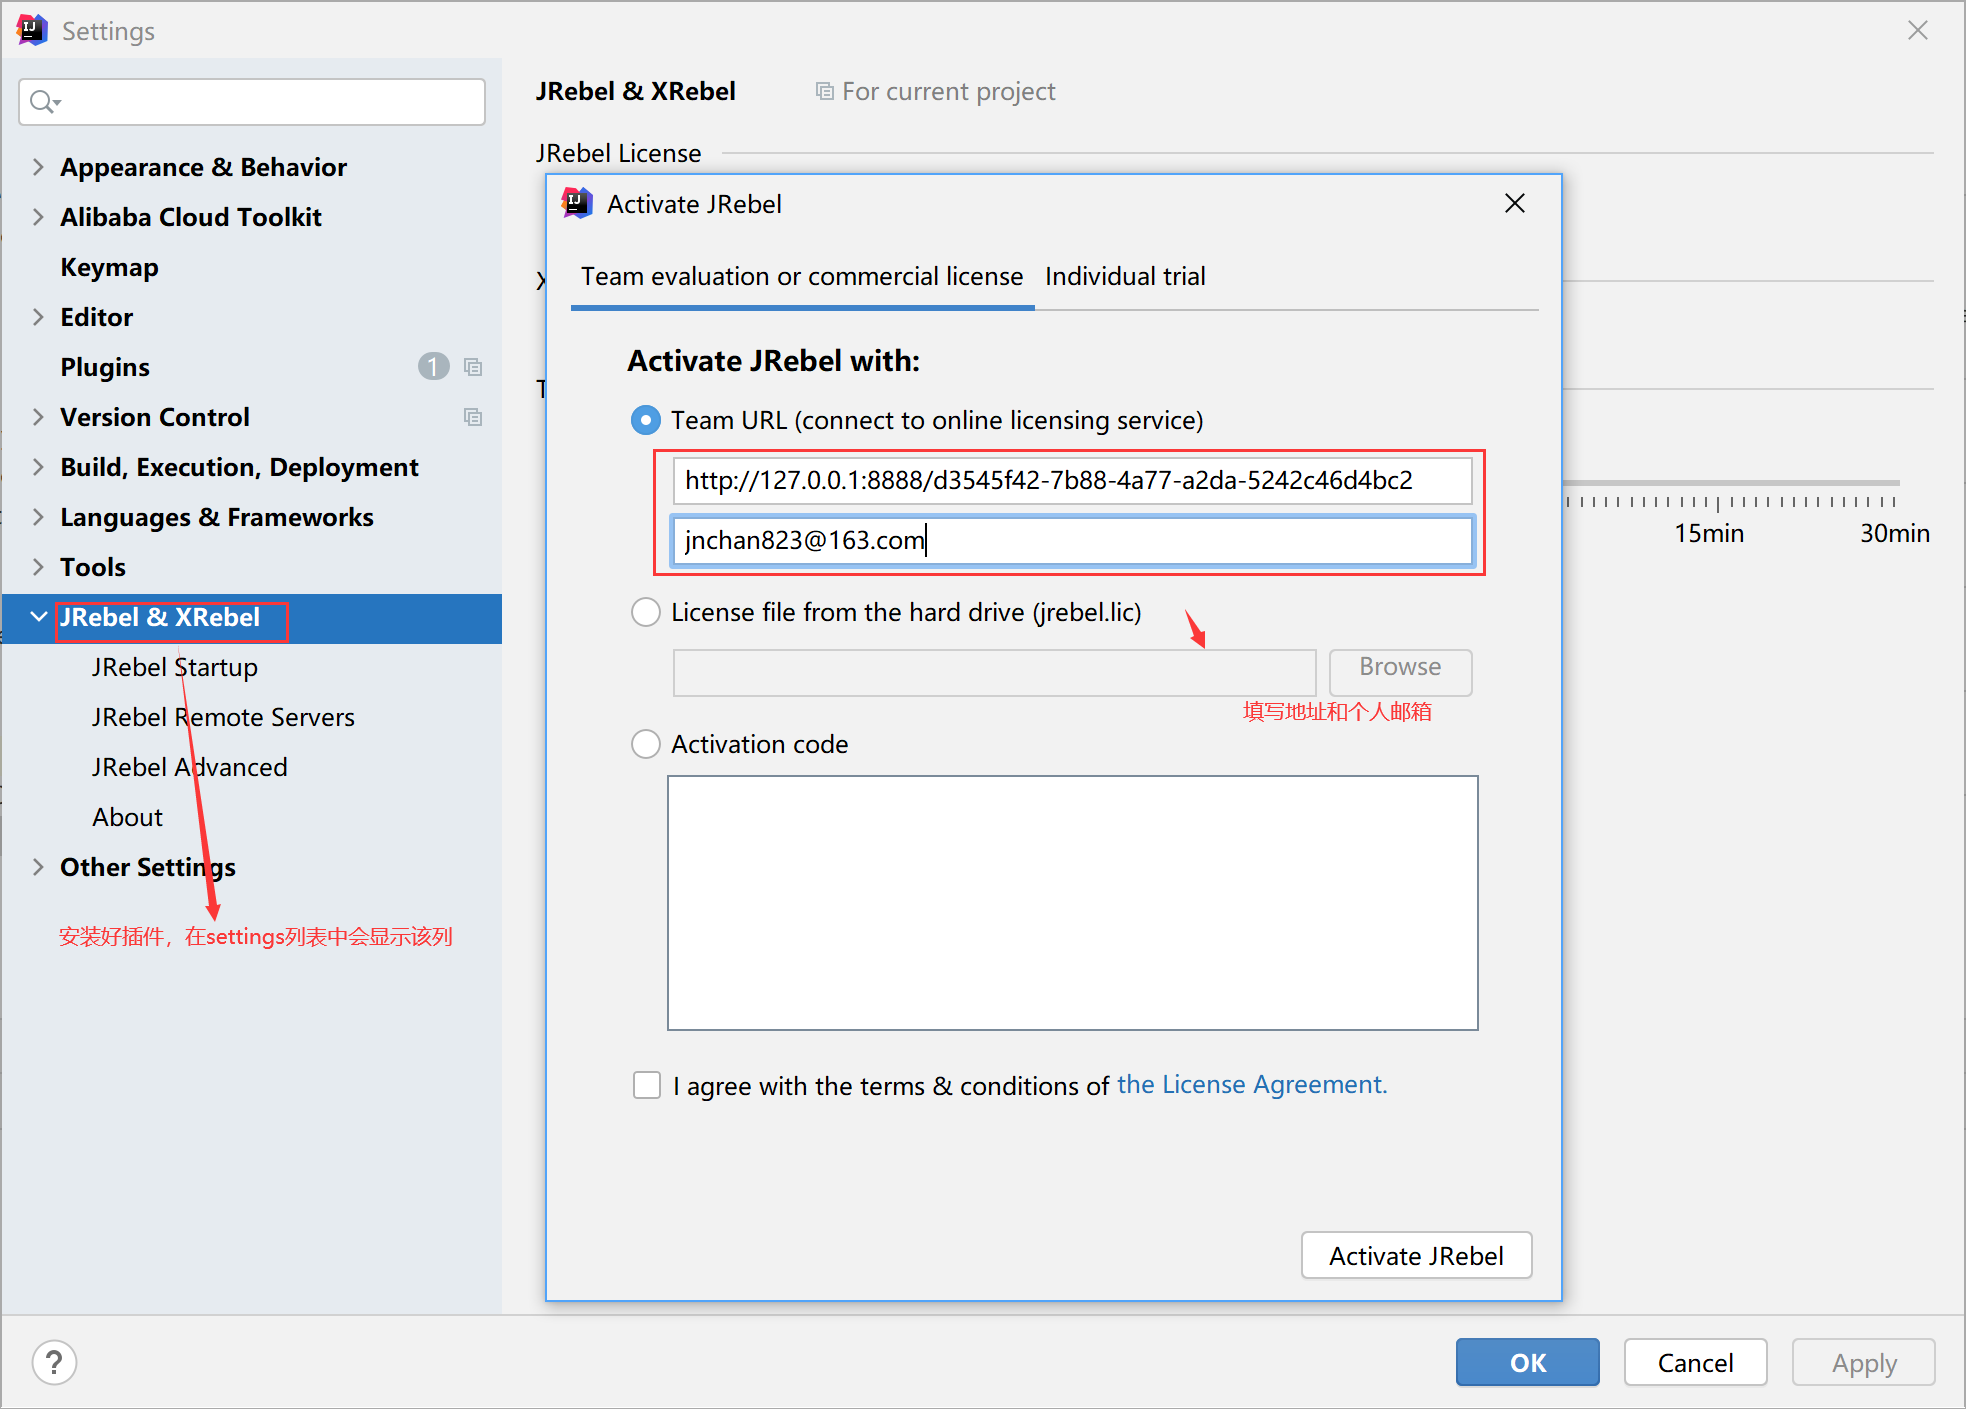 Settings
JRebel & XRebel
For current project
JRebel License
Appearance & Behavior
Alibaba Cloud Toolkit
Keymap
Editor
Plugins 1
Version Control
Build, Execution, Deployment
Languages & Frameworks
Tools
JRebel & XRebel
JRebel Startup
JRebel Remote Servers
JRebel Advanced
About
Other Settings
安装好插件，在settings列表中会显示该列
Activate JRebel
Team evaluation or commercial license
Individual trial
Activate JRebel with:
Team URL (connect to online licensing service)
http://127.0.0.1:8888/d3545f42-7b88-4a77-a2da-5242c46d4bc2
jnchan823@163.com
License file from the hard drive (jrebel.lic)
Browse
填写地址和个人邮箱
Activation code
I agree with the terms & conditions of the License Agreement.
Activate JRebel
X
T
15min
30min
?
OK
Cancel
Apply